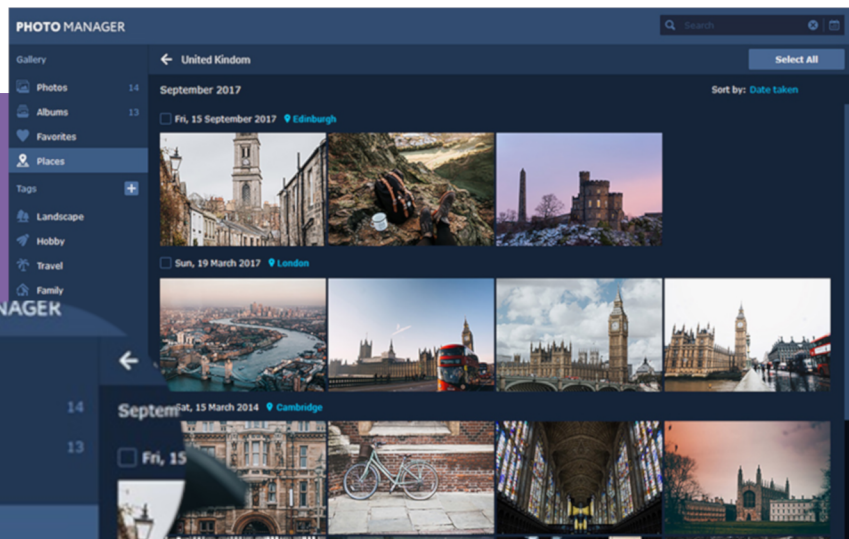 PHOTO MANAGER
Search
Gallery
United Kindom
Select All
Photos 14
September 2017
Sort by: Date taken
Albums 13
Fri, 15 September 2017 Edinburgh
Favorites
Places
Tags
Landscape
Hobby
Travel
Sun, 19 March 2017 London
Family
NAGER
14
Septem
at, 15 March 2014 Cambridge
13
Fri, 15